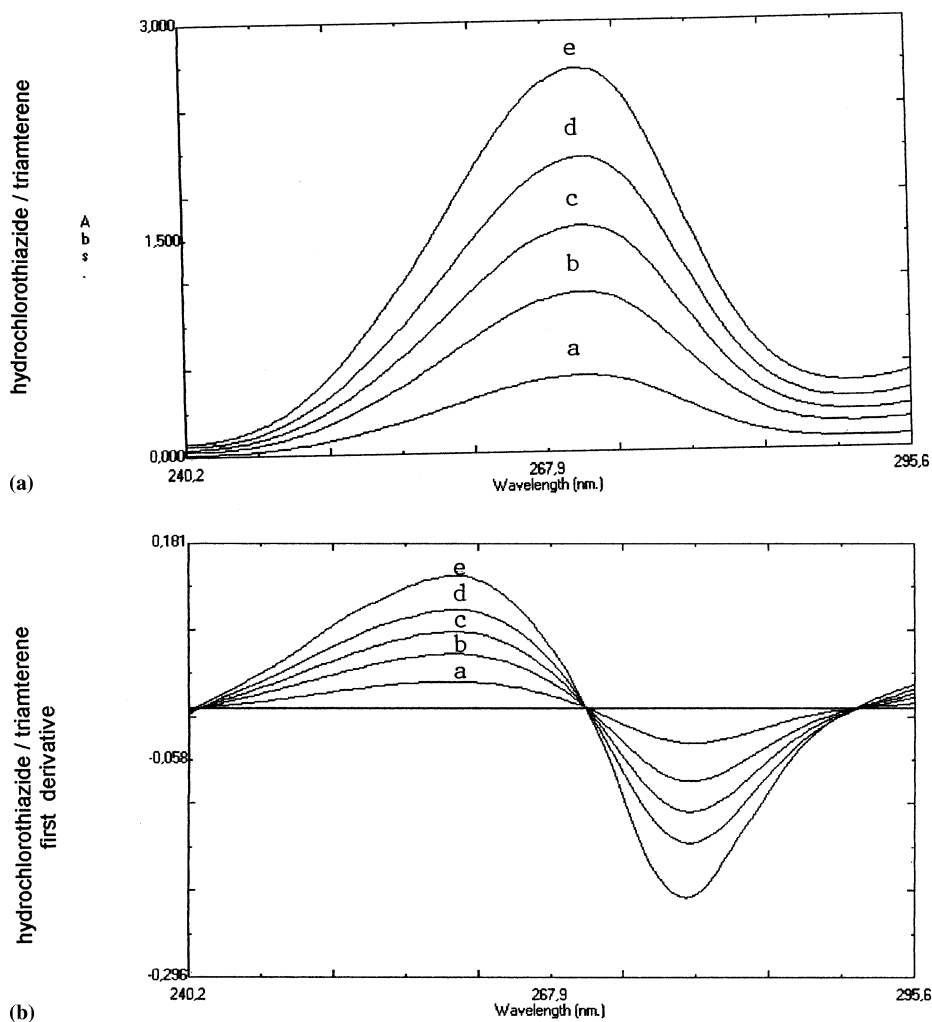 hydrochlorothiazide / triamterene
3,000
Abs.
1,500
0,000
e
d
c
b
a
240,2
267,9
295,6
Wavelength (nm.)
(a)
hydrochlorothiazide / triamterene
first derivative
0,181
-0,058
-0,296
e
d
c
b
a
240,2
267,9
295,6
Wavelength (nm.)
(b)